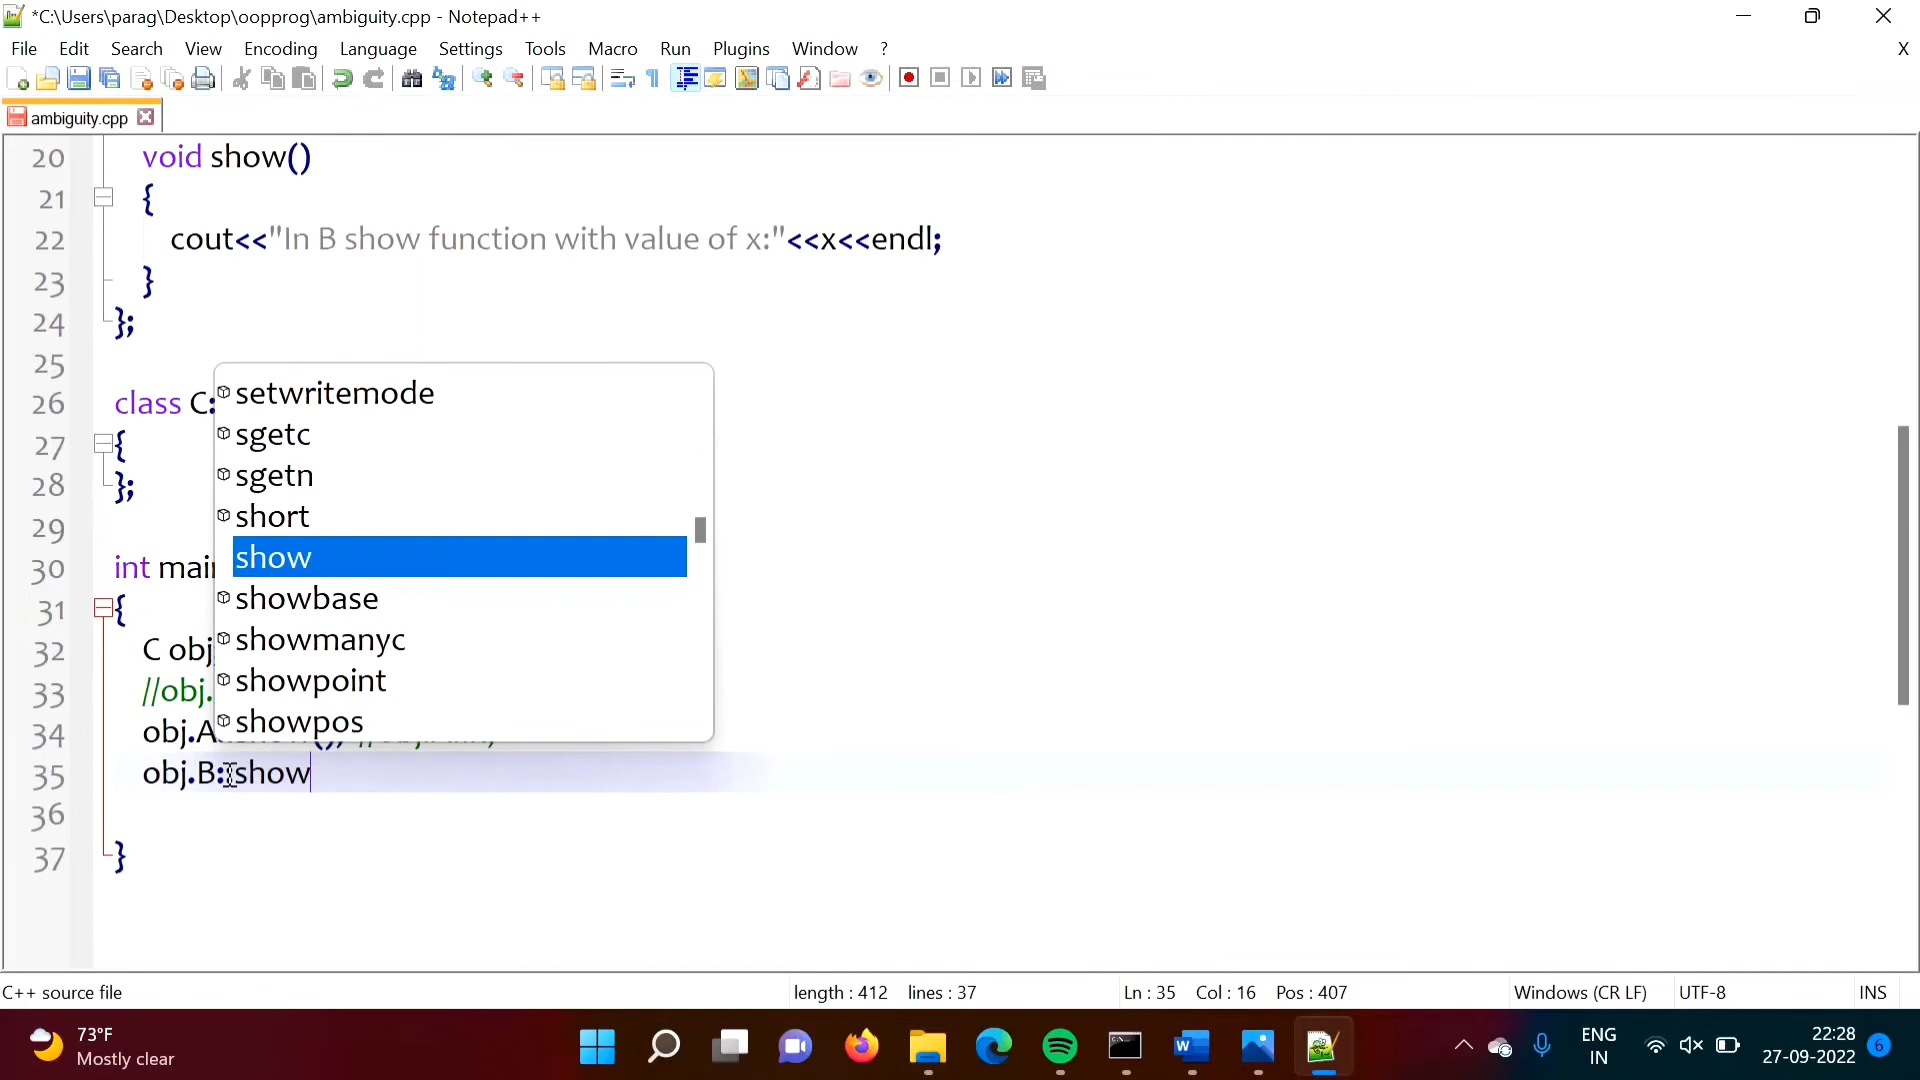 *C:\Users\parag\Desktop\oopprog\ambiguity.cpp - Notepad++
File Edit Search View Encoding Language Settings Tools Macro Run Plugins Window ? X
ambiguity.cpp
20 void show()
21 {
22 cout<<"In B show function with value of x:"<<x<<endl;
23 }
24 };
25
26 class C:
27 {
28 };
29
30 int main
31 {
32 C obj;
33 //obj.
34 obj.A
35 obj.B::show
36
37 }
setwritemode
sgetc
sgetn
short
show
showbase
showmanyc
showpoint
showpos
C++ source file length : 412 lines : 37 Ln : 35 Col : 16 Pos : 407 Windows (CR LF) UTF-8 INS
73°F
Mostly clear
ENG
IN
22:28
27-09-2022
6